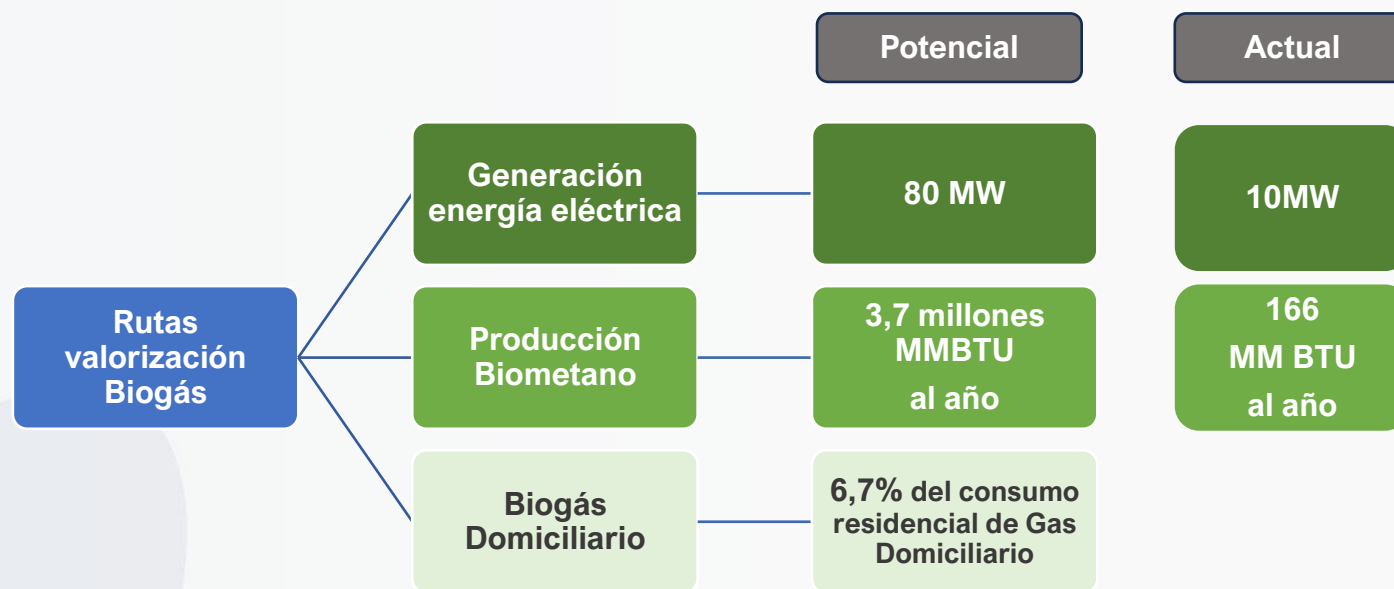 Potencial
Actual
Generación
energía eléctrica
80 MW
10MW
Rutas
valorización
Biogás
Producción
Biometano
3,7 millones
MMBTU
al año
166
MM BTU
al año
Biogás
Domiciliario
6,7% del consumo
residencial de Gas
Domiciliario